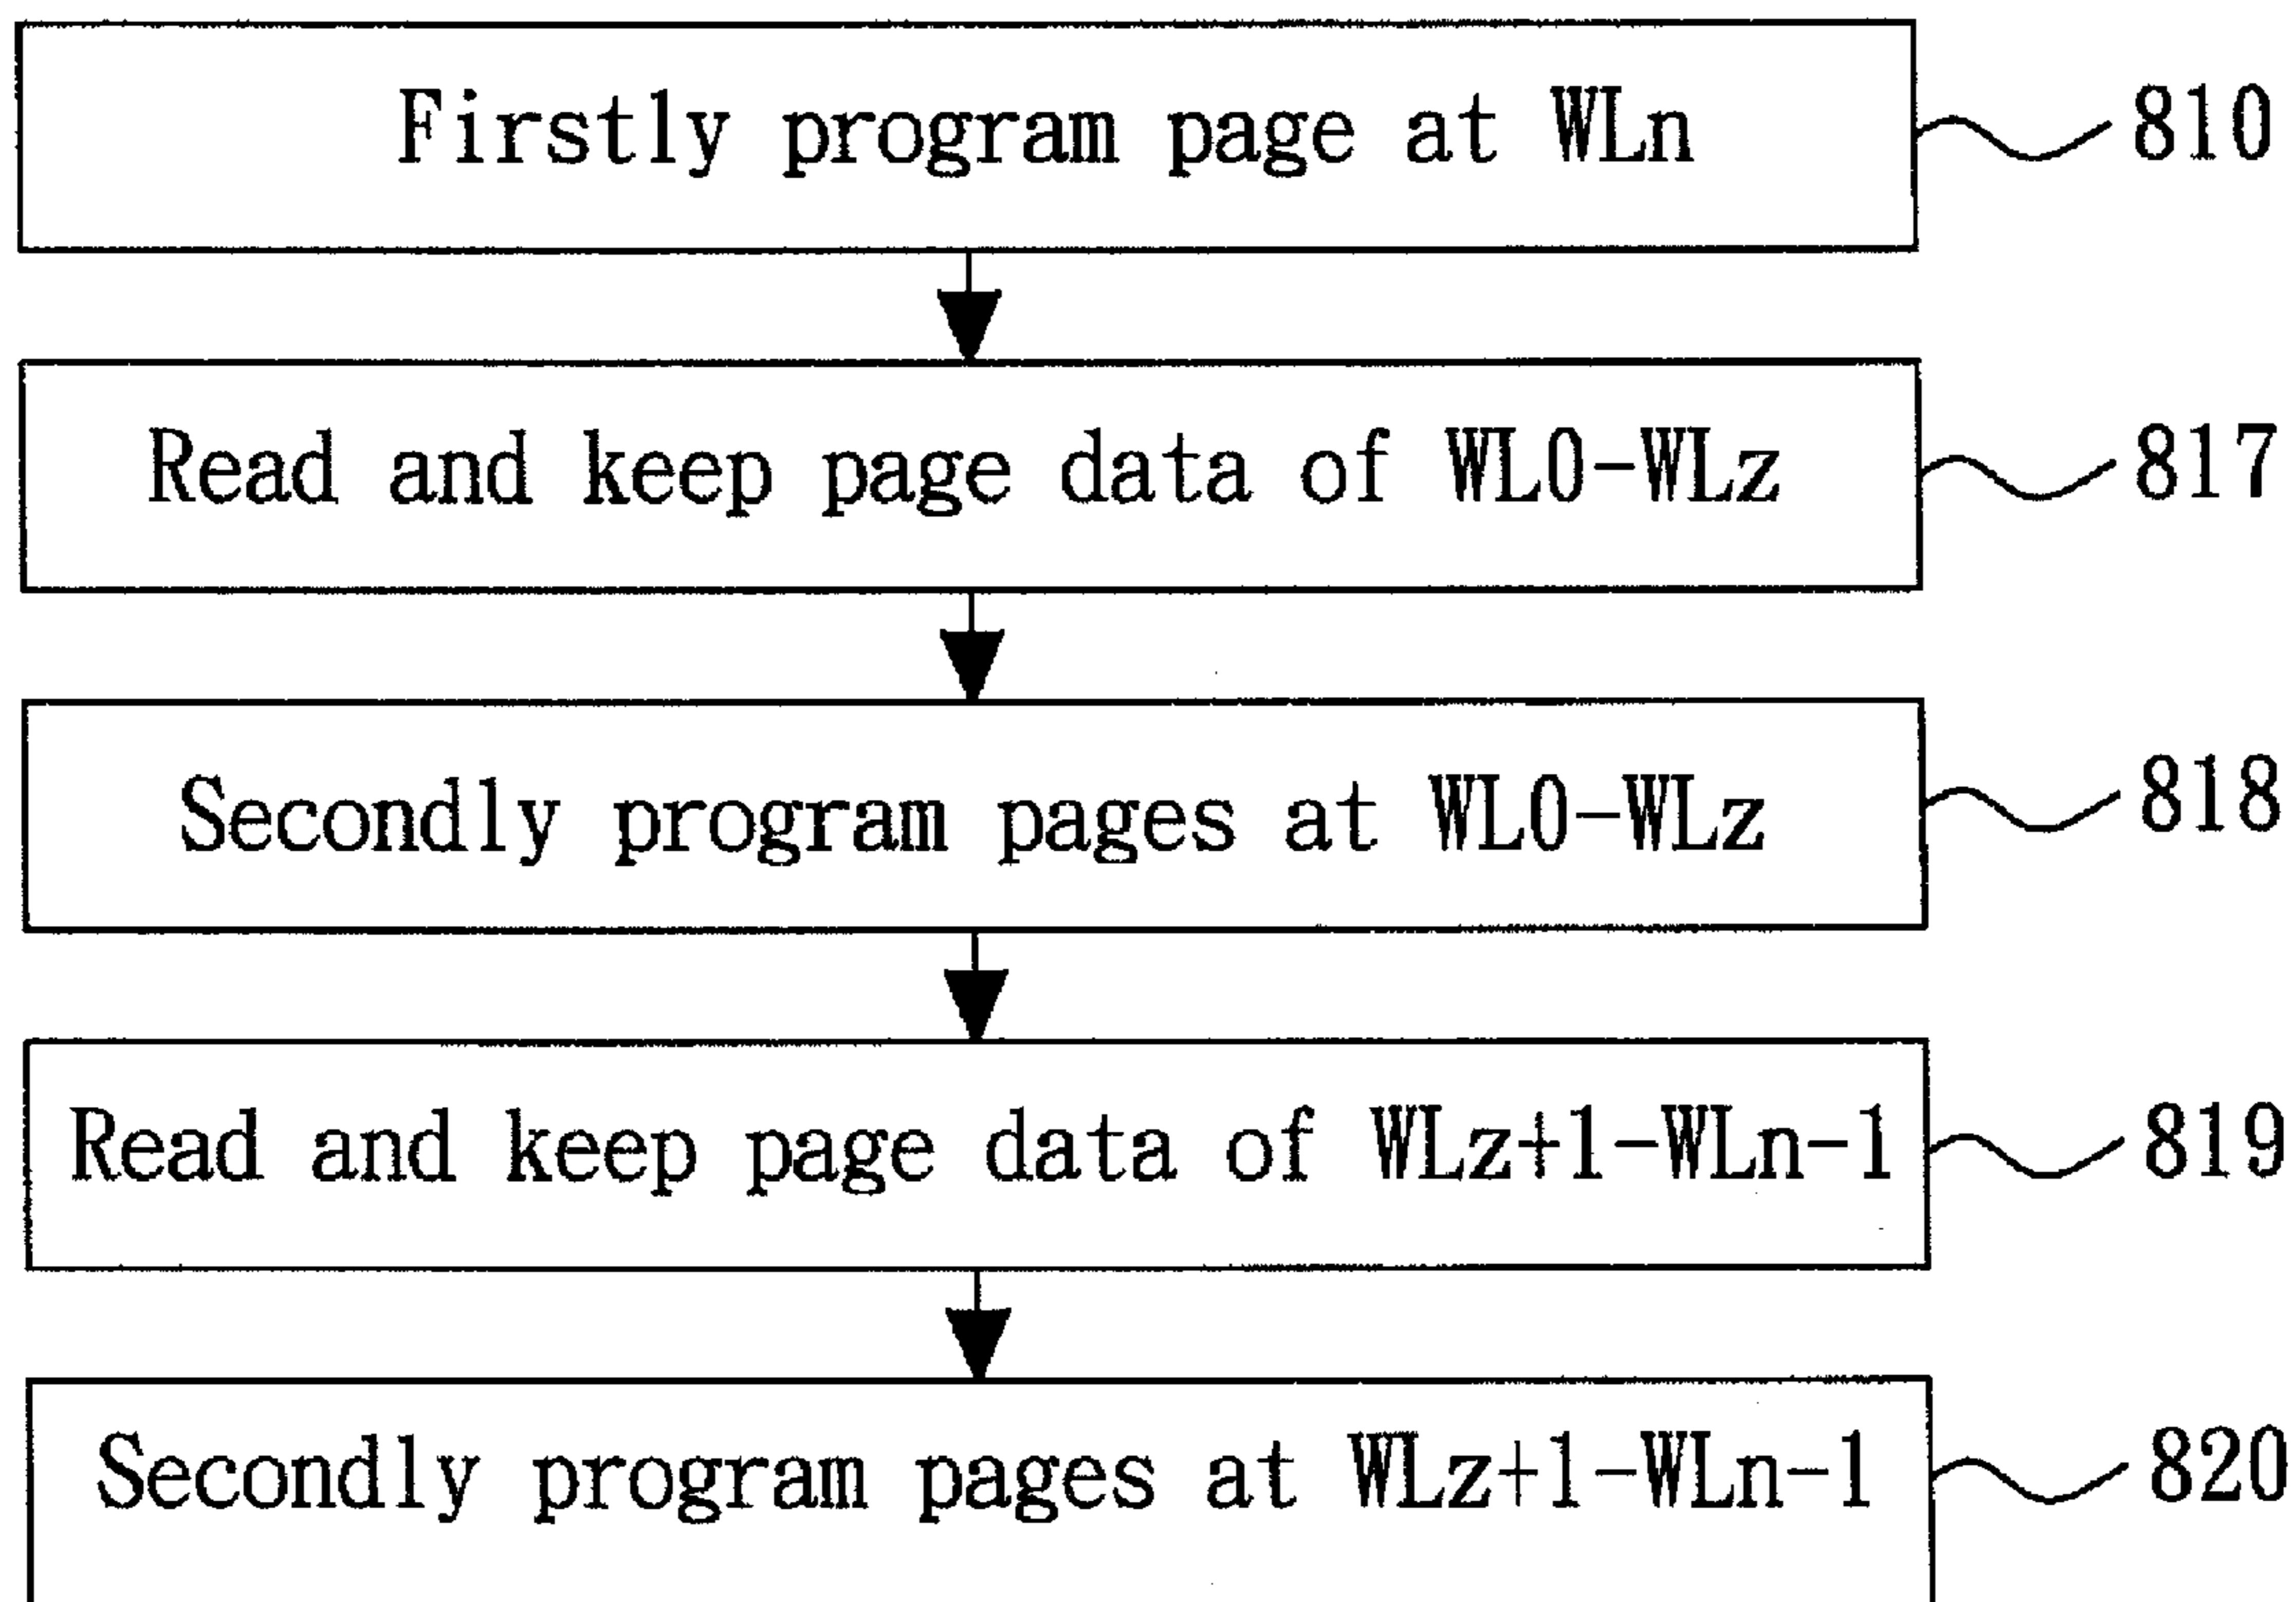 Firstly program page at WLn 810
Read and keep page data of WL0-WLz 817
Secondly program pages at WL0-WLz 818
Read and keep page data of WLz+1-WLn-1 819
Secondly program pages at WLz+1-WLn-1 820